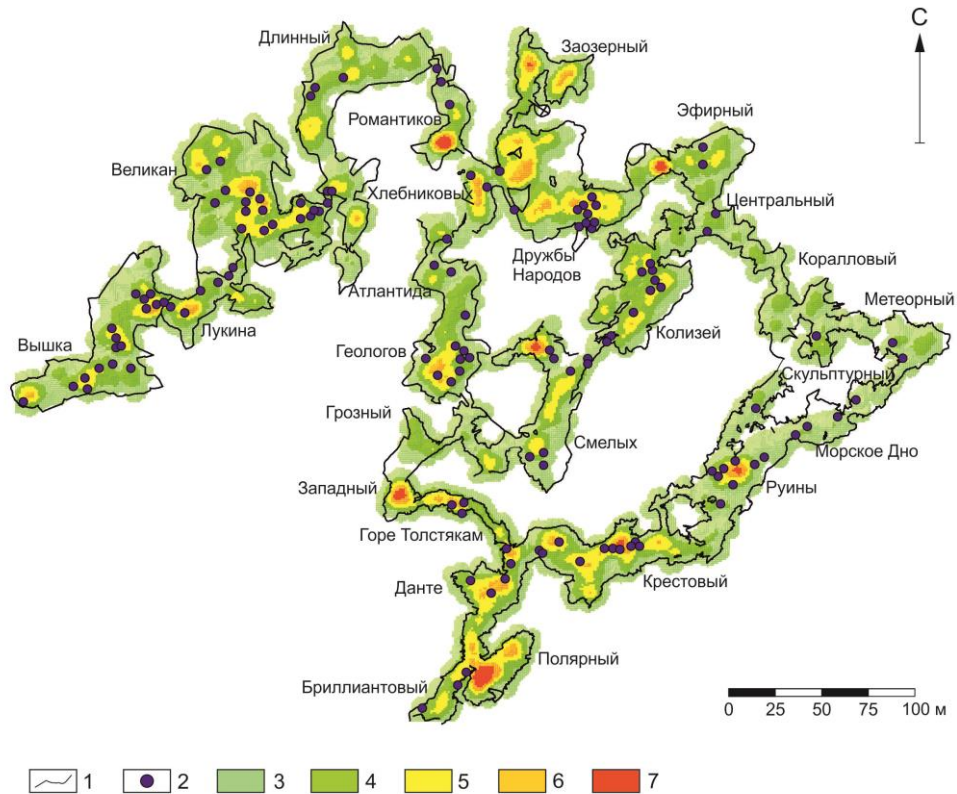 С
Длинный
Заозерный
Эфирный
Романтиков
Великан
Хлебниковых
Центральный
Дружбы
Народов
Коралловый
Атлантида
Метеорный
Лукина
Колизей
Вышка
Геологов
Скульптурный
Грозный
Смелых
Морское Дно
Западный
Руины
Горе Толстякам
Данте
Крестовый
Полярный
Бриллиантовый
0 25 50 75 100 м
1 2 3 4 5 6 7